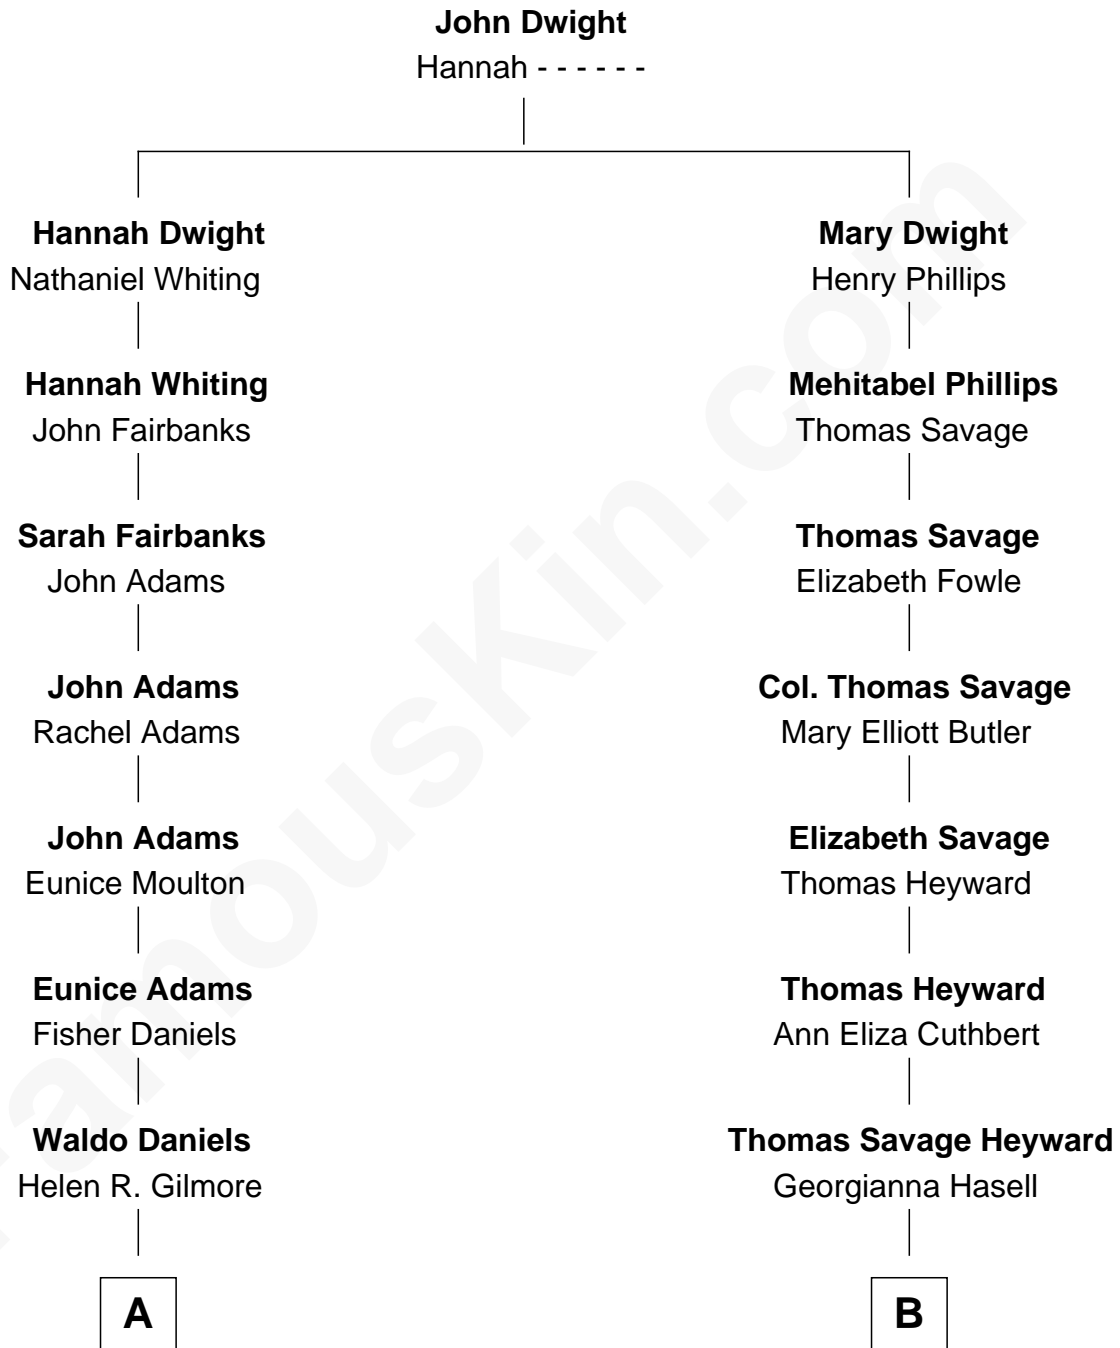 John Dwight
Hannah - - - - - -
Hannah Dwight
Nathaniel Whiting
Mary Dwight
Henry Phillips
Hannah Whiting
John Fairbanks
Mehitabel Phillips
Thomas Savage
Sarah Fairbanks
John Adams
Thomas Savage
Elizabeth Fowle
John Adams
Rachel Adams
Col. Thomas Savage
Mary Elliott Butler
John Adams
Eunice Moulton
Elizabeth Savage
Thomas Heyward
Eunice Adams
Fisher Daniels
Thomas Heyward
Ann Eliza Cuthbert
Waldo Daniels
Helen R. Gilmore
Thomas Savage Heyward
Georgianna Hasell
A
B
FamousKin.com